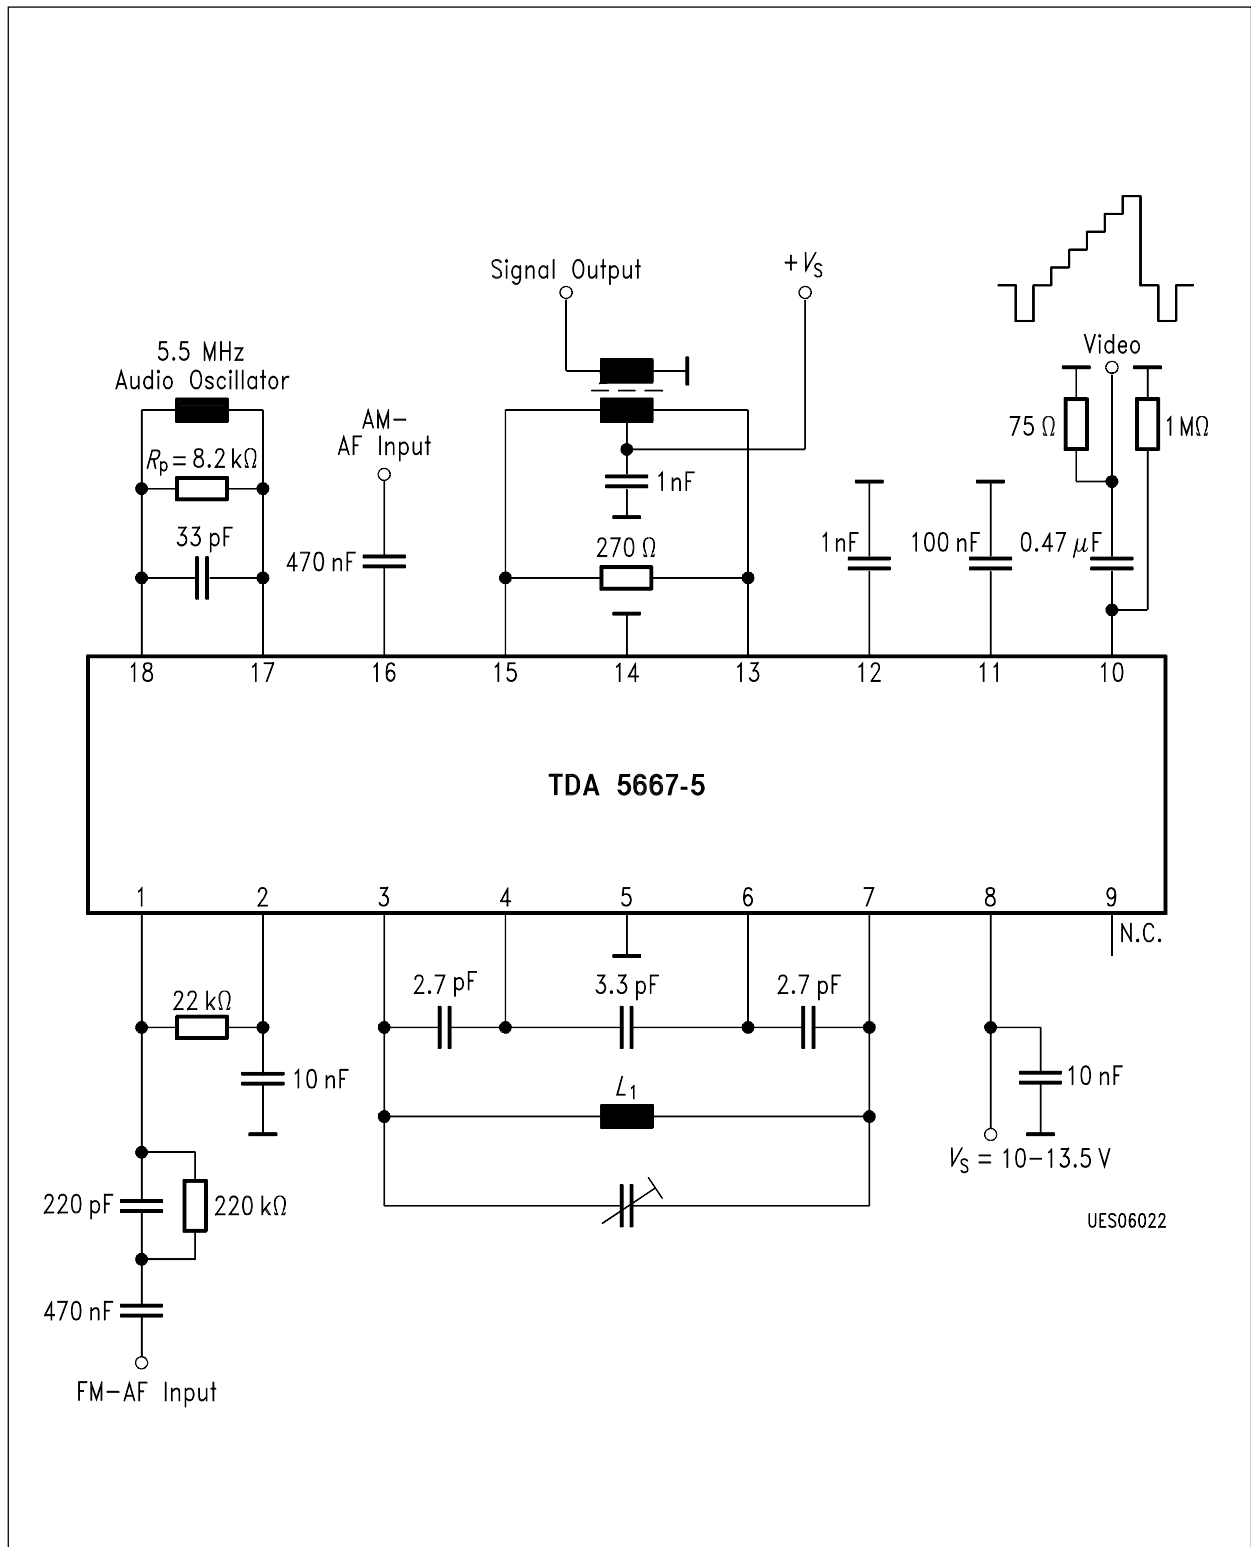 Signal Output
+VS
5.5 MHz
Audio Oscillator
Video
AM-
AF Input
75 Ω
1 MΩ
Rp = 8.2 kΩ
1 nF
33 pF
470 nF
270 Ω
1 nF
100 nF
0.47 µF
18
17
16
15
14
13
12
11
10
TDA 5667-5
1
2
3
4
5
6
7
8
9
N.C.
22 kΩ
2.7 pF
3.3 pF
2.7 pF
10 nF
L1
10 nF
VS = 10–13.5 V
220 pF
220 kΩ
UES06022
470 nF
FM-AF Input